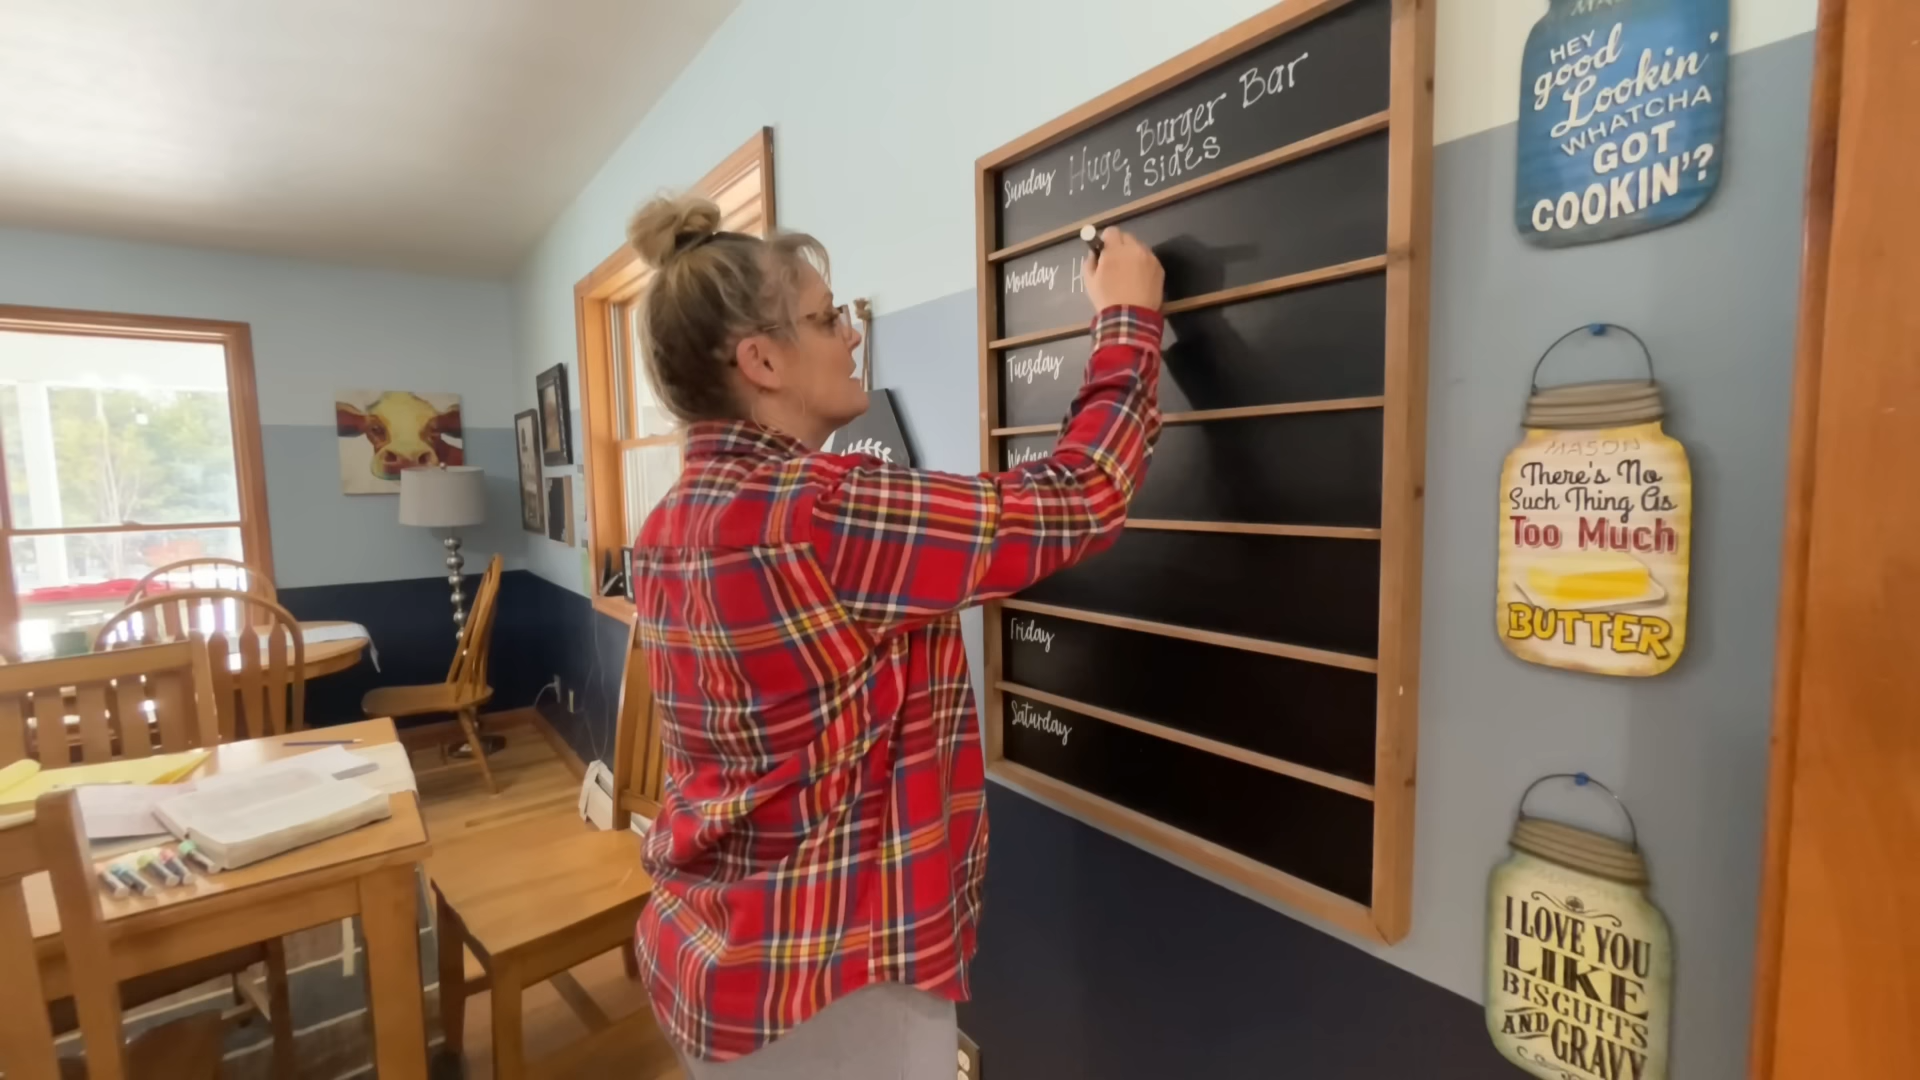 Sunday Huge Burger Bar
& Sides
Monday H
Tuesday
Friday
Saturday
HEY
good
Lookin'
WHATCHA
GOT
COOKIN'?
MASON
There's No
Such Thing As
Too Much
BUTTER
I LOVE YOU
LIKE
BISCUITS
AND GRAVY